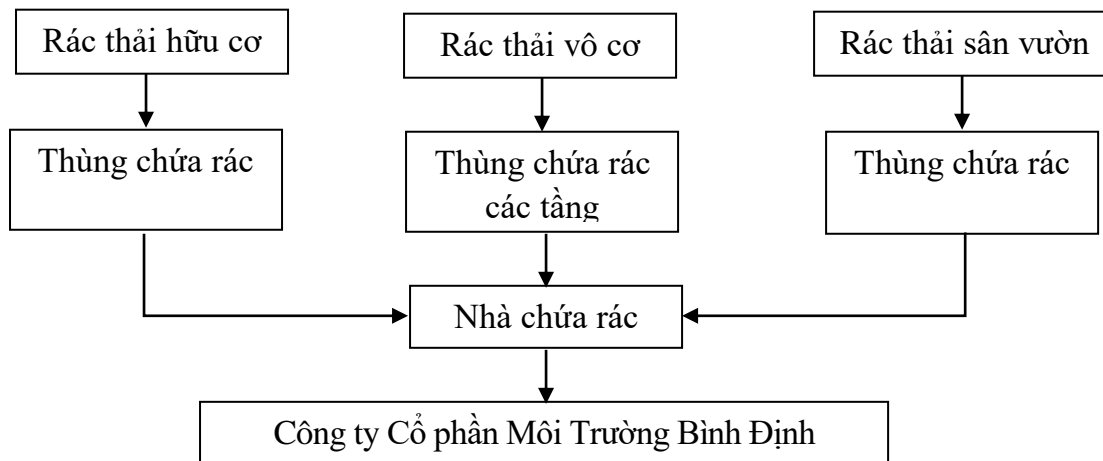 Rác thải hữu cơ
Rác thải vô cơ
Rác thải sân vườn
Thùng chứa rác
Thùng chứa rác
các tầng
Thùng chứa rác
Nhà chứa rác
Công ty Cổ phần Môi Trường Bình Định